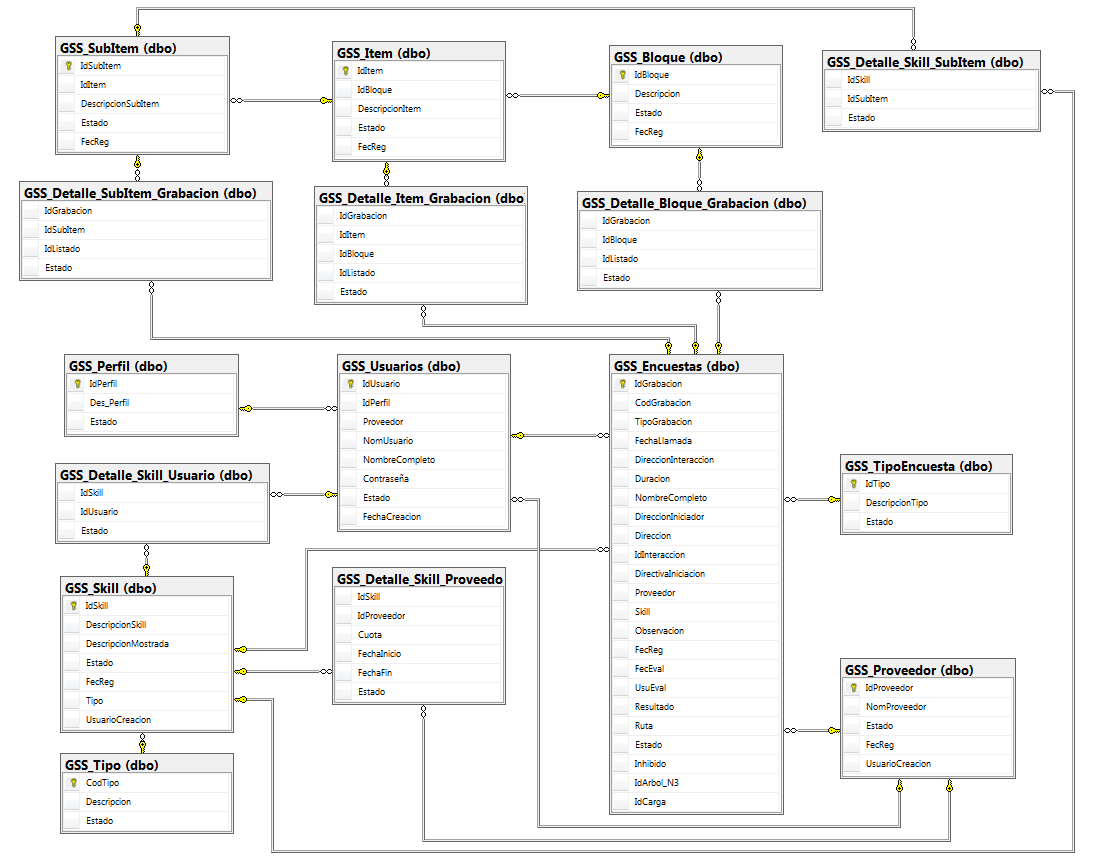 GSS_SubItem (dbo)
IdSubItem
IdItem
DescripcionSubItem
Estado
FecReg
GSS_Item (dbo)
IdItem
IdBloque
DescripcionItem
Estado
FecReg
GSS_Bloque (dbo)
IdBloque
Descripcion
Estado
FecReg
GSS_Detalle_Skill_SubItem (dbo)
IdSkill
IdSubItem
Estado
GSS_Detalle_SubItem_Grabacion (dbo)
IdGrabacion
IdSubItem
IdListado
Estado
GSS_Detalle_Item_Grabacion (dbo
IdGrabacion
IdItem
IdBloque
IdListado
Estado
GSS_Detalle_Bloque_Grabacion (dbo)
IdGrabacion
IdBloque
IdListado
Estado
GSS_Perfil (dbo)
IdPerfil
Des_Perfil
Estado
GSS_Usuarios (dbo)
IdUsuario
IdPerfil
Proveedor
NomUsuario
NombreCompleto
Contraseña
Estado
FechaCreacion
GSS_Encuestas (dbo)
IdGrabacion
CodGrabacion
TipoGrabacion
FechaLlamada
DireccionInteraccion
Duracion
NombreCompleto
DireccionIniciador
Direccion
IdInteraccion
DirectivaIniciacion
Proveedor
Skill
Observacion
FecReg
FecEval
UsuEval
Resultado
Ruta
Estado
Inhibido
IdArbol_N3
IdCarga
GSS_TipoEncuesta (dbo)
IdTipo
DescripcionTipo
Estado
GSS_Detalle_Skill_Usuario (dbo)
IdSkill
IdUsuario
Estado
GSS_Skill (dbo)
IdSkill
DescripcionSkill
DescripcionMostrada
Estado
FecReg
Tipo
UsuarioCreacion
GSS_Detalle_Skill_Proveedo
IdSkill
IdProveedor
Cuota
FechaInicio
FechaFin
Estado
GSS_Proveedor (dbo)
IdProveedor
NomProveedor
Estado
FecReg
UsuarioCreacion
GSS_Tipo (dbo)
CodTipo
Descripcion
Estado